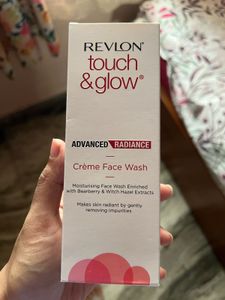 REVLON
touch
&glow®
ADVANCED RADIANCE
Crème Face Wash
Moisturising Face Wash Enriched
with Bearberry & Witch Hazel Extracts
Makes skin radiant by gently
removing impurities